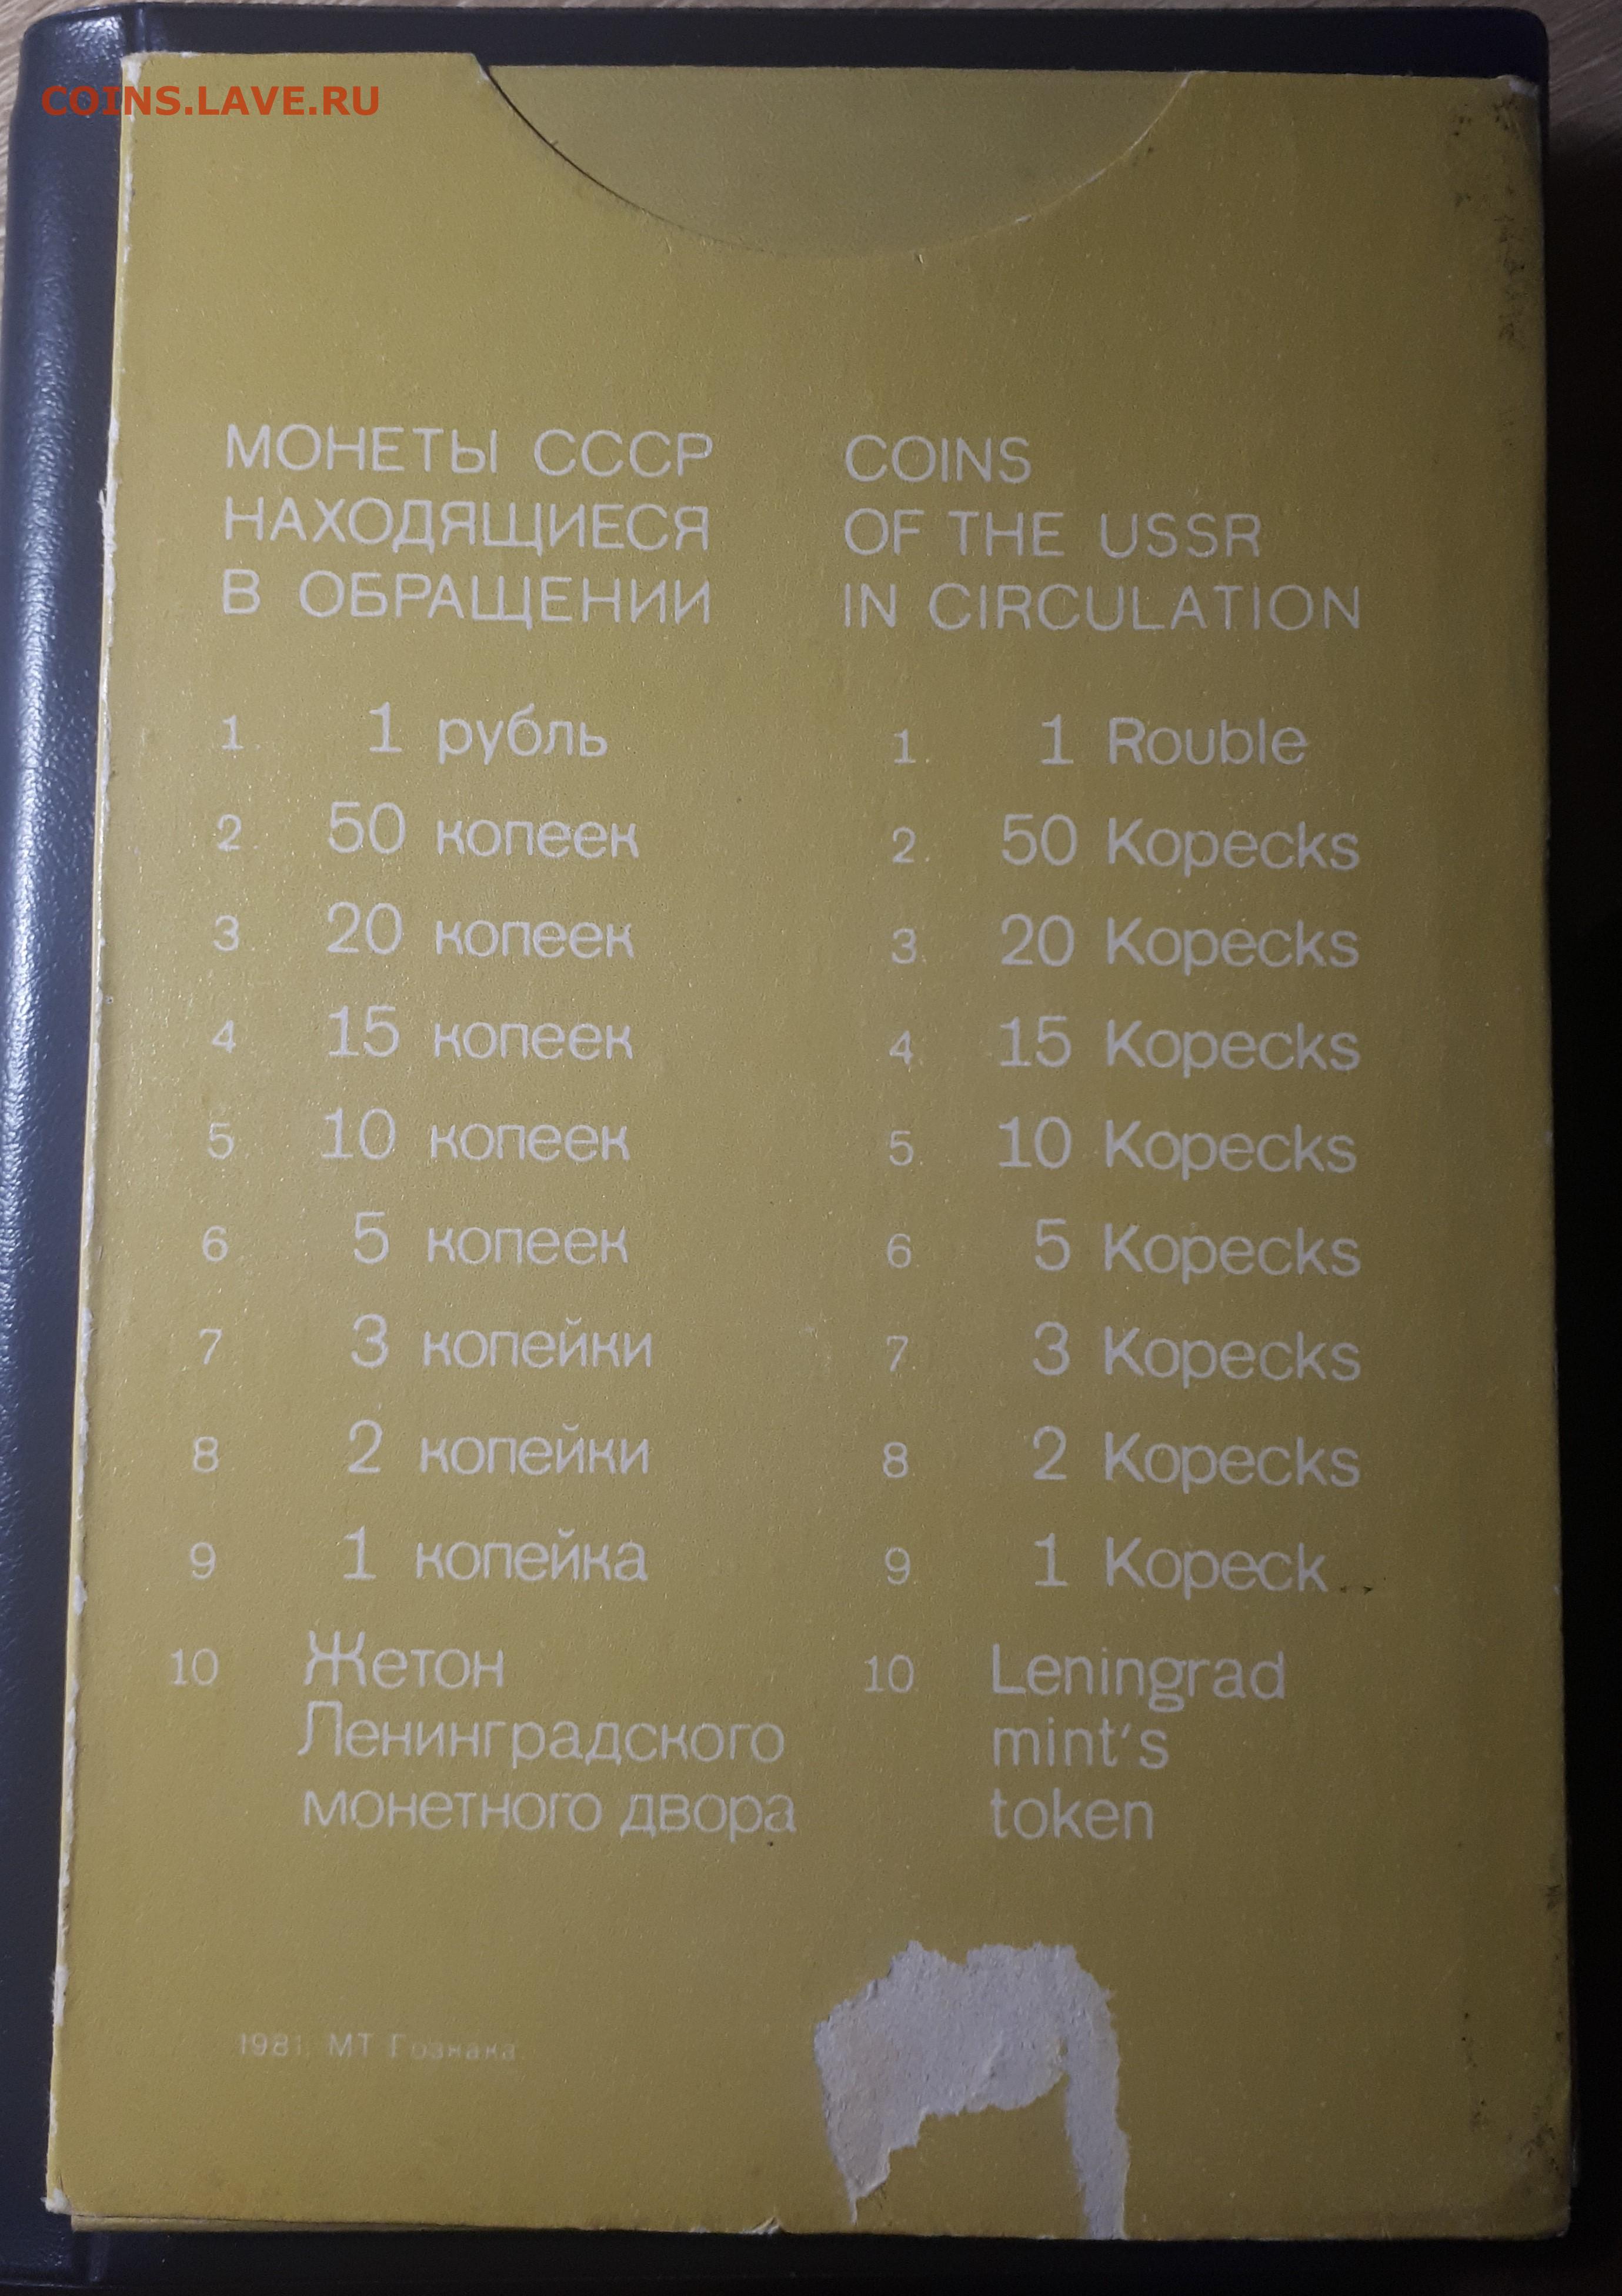 COINS.LAVE.RU
МОНЕТЫ СССР
НАХОДЯЩИЕСЯ
В ОБРАЩЕНИИ
1 1 рубль
2 50 копеек
3 20 копеек
4 15 копеек
5 10 копеек
6 5 копеек
7 3 копейки
8 2 копейки
9 1 копейка
10 Жетон
Ленинградского
монетного двора
1981. МТ Гознака.
COINS
OF THE USSR
IN CIRCULATION
1. 1 Rouble
2. 50 Kopecks
3. 20 Kopecks
4. 15 Kopecks
5. 10 Kopecks
6. 5 Kopecks
7. 3 Kopecks
8. 2 Kopecks
9. 1 Kopeck
10. Leningrad
mint's
token